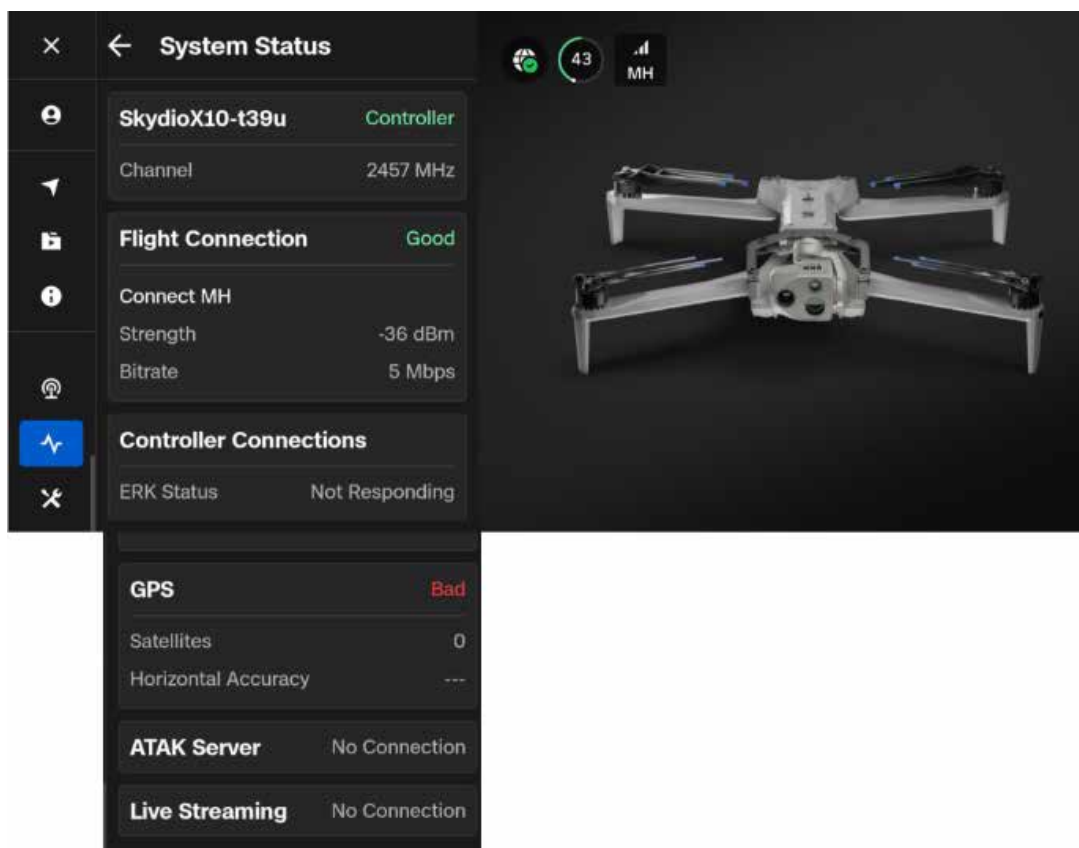 System Status
43
MH
SkydioX10-t39u Controller
Channel 2457 MHz
Flight Connection Good
Connect MH
Strength -36 dBm
Bitrate 5 Mbps
Controller Connections
ERK Status Not Responding
GPS Bad
Satellites 0
Horizontal Accuracy ---
ATAK Server No Connection
Live Streaming No Connection